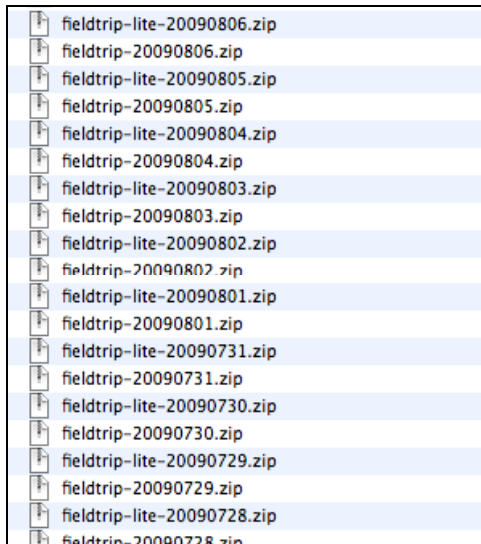 fieldtrip-lite-20090806.zip
fieldtrip-20090806.zip
fieldtrip-lite-20090805.zip
fieldtrip-20090805.zip
fieldtrip-lite-20090804.zip
fieldtrip-20090804.zip
fieldtrip-lite-20090803.zip
fieldtrip-20090803.zip
fieldtrip-lite-20090802.zip
fieldtrip-20090802.zip
fieldtrip-lite-20090801.zip
fieldtrip-20090801.zip
fieldtrip-lite-20090731.zip
fieldtrip-20090731.zip
fieldtrip-lite-20090730.zip
fieldtrip-20090730.zip
fieldtrip-lite-20090729.zip
fieldtrip-20090729.zip
fieldtrip-lite-20090728.zip
fieldtrip-20090728.zip